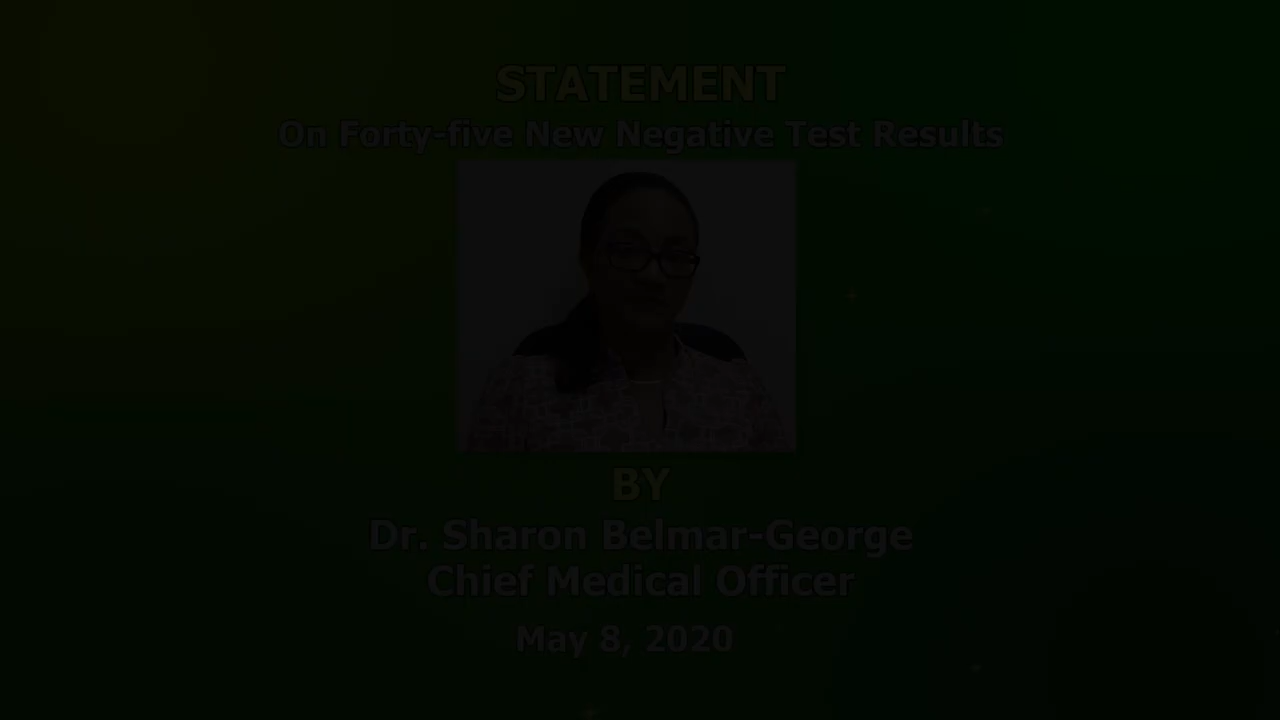 STATEMENT
On Forty-five New Negative Test Results
BY
Dr. Sharon Belmar-George
Chief Medical Officer
May 8, 2020